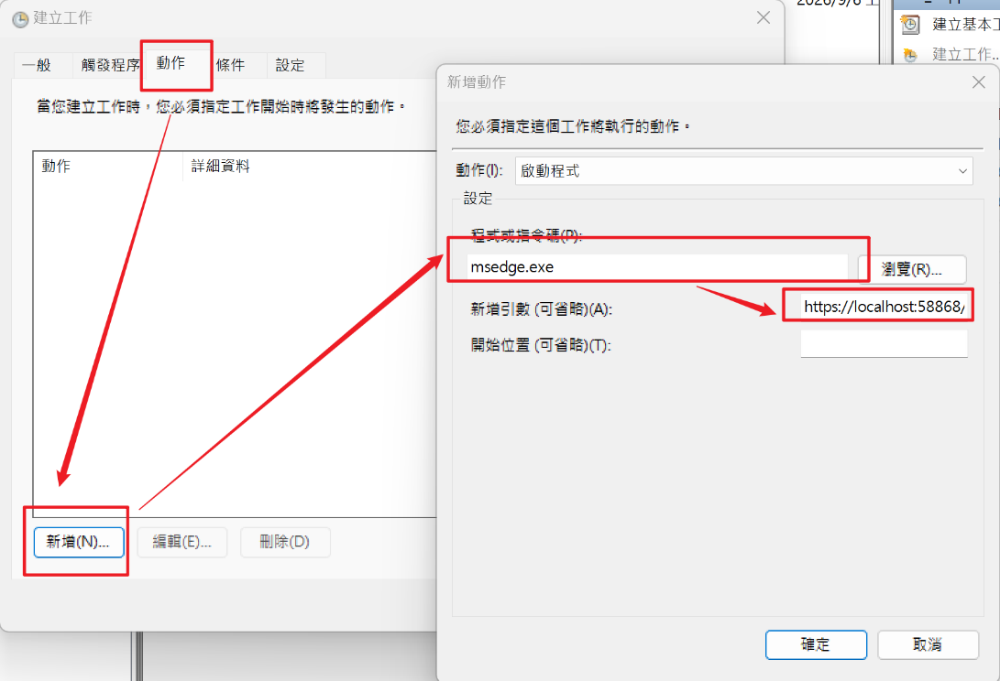 建立工作
一般
觸發程序
動作
條件
設定
當您建立工作時，您必須指定工作開始時將發生的動作。
動作
詳細資料
新增(N)...
編輯(E)...
刪除(D)
建立基本工
建立工作...
新增動作
您必須指定這個工作將執行的動作。
動作(I):
啟動程式
設定
程式或指令碼(P):
msedge.exe
瀏覽(R)...
新增引數 (可省略)(A):
https://localhost:58868/
開始位置 (可省略)(T):
確定
取消